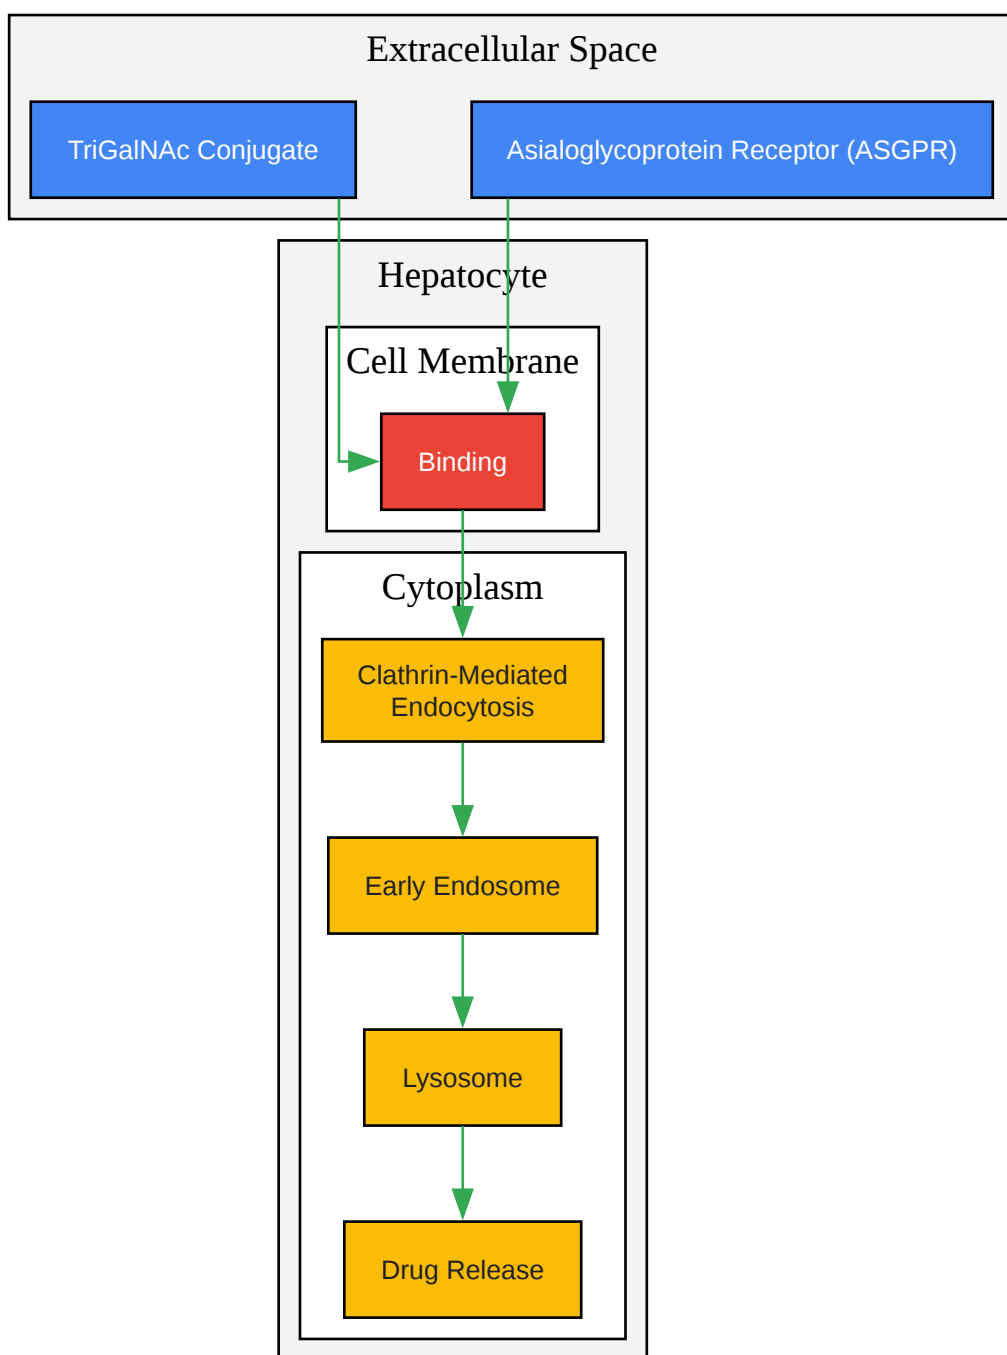 Extracellular Space
TriGalNAc Conjugate
Asialoglycoprotein Receptor (ASGPR)
Hepatocyte
Cell Membrane
Binding
Cytoplasm
Clathrin-Mediated
Endocytosis
Early Endosome
Lysosome
Drug Release